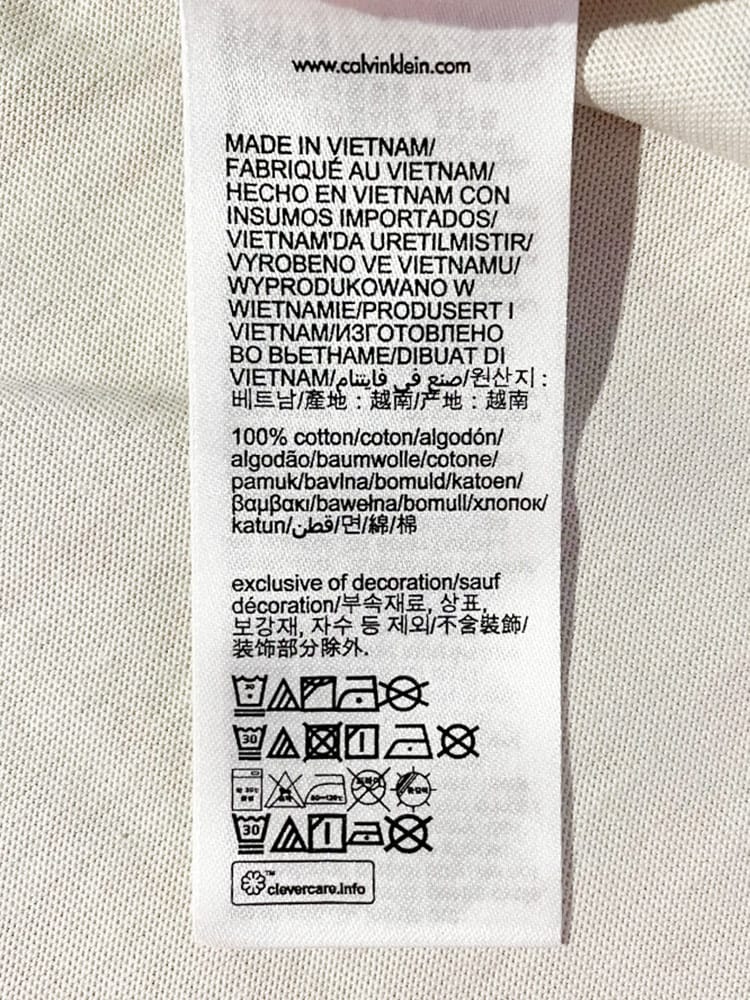 www.calvinklein.com
MADE IN VIETNAM/
FABRIQUÉ AU VIETNAM/
HECHO EN VIETNAM CON
INSUMOS IMPORTADOS/
VIETNAM'DA URETILMISTIR/
VYROBENO VE VIETNAMU/
WYPRODUKOWANO W
WIETNAMIE/PRODUSERT I
VIETNAM/ИЗГОТОВЛЕНО
ВО ВЬЕТНАМЕ/DIBUAT DI
VIETNAM/صنع في فايتنام/원산지 :
베트남/產地 : 越南/产地 : 越南
100% cotton/coton/algodón/
algodão/baumwolle/cotone/
pamuk/bavlna/bomuld/katoen/
βαμβακι/bawełna/bomull/хлопок/
katun/قطن/면/綿/棉
exclusive of decoration/sauf
décoration/부속재료, 상표,
보강재, 자수 등 제외/不含裝飾/
装饰部分除外.
30
30
30
™
clevercare.info